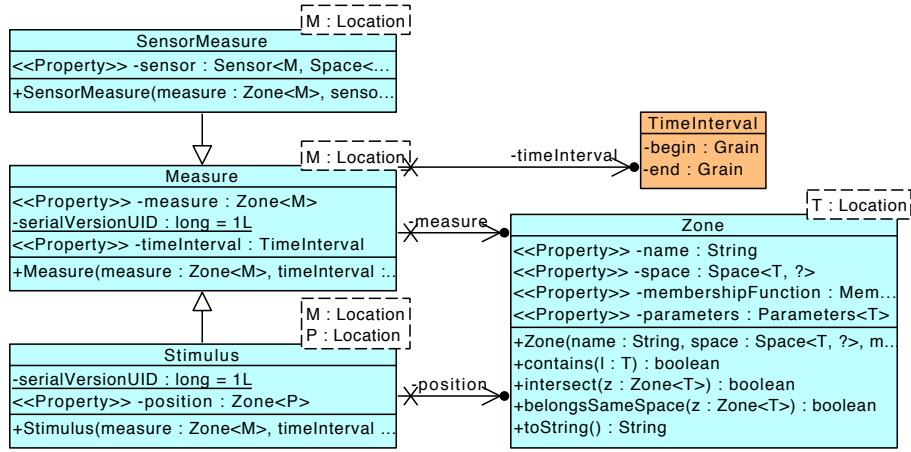 M : Location
SensorMeasure
<<Property>> -sensor : Sensor<M, Space<...
+SensorMeasure(measure : Zone<M>, senso...
M : Location
Measure
<<Property>> -measure : Zone<M>
-serialVersionUID : long = 1L
<<Property>> -timeInterval : TimeInterval
+Measure(measure : Zone<M>, timeInterval :...
M : Location
P : Location
Stimulus
-serialVersionUID : long = 1L
<<Property>> -position : Zone<P>
+Stimulus(measure : Zone<M>, timeInterval ...
-timeInterval
-measure
-position
TimeInterval
-begin : Grain
-end : Grain
T : Location
Zone
<<Property>> -name : String
<<Property>> -space : Space<T, ?>
<<Property>> -membershipFunction : Mem...
<<Property>> -parameters : Parameters<T>
+Zone(name : String, space : Space<T, ?>, m...
+contains(l : T) : boolean
+intersect(z : Zone<T>) : boolean
+belongsSameSpace(z : Zone<T>) : boolean
+toString() : String